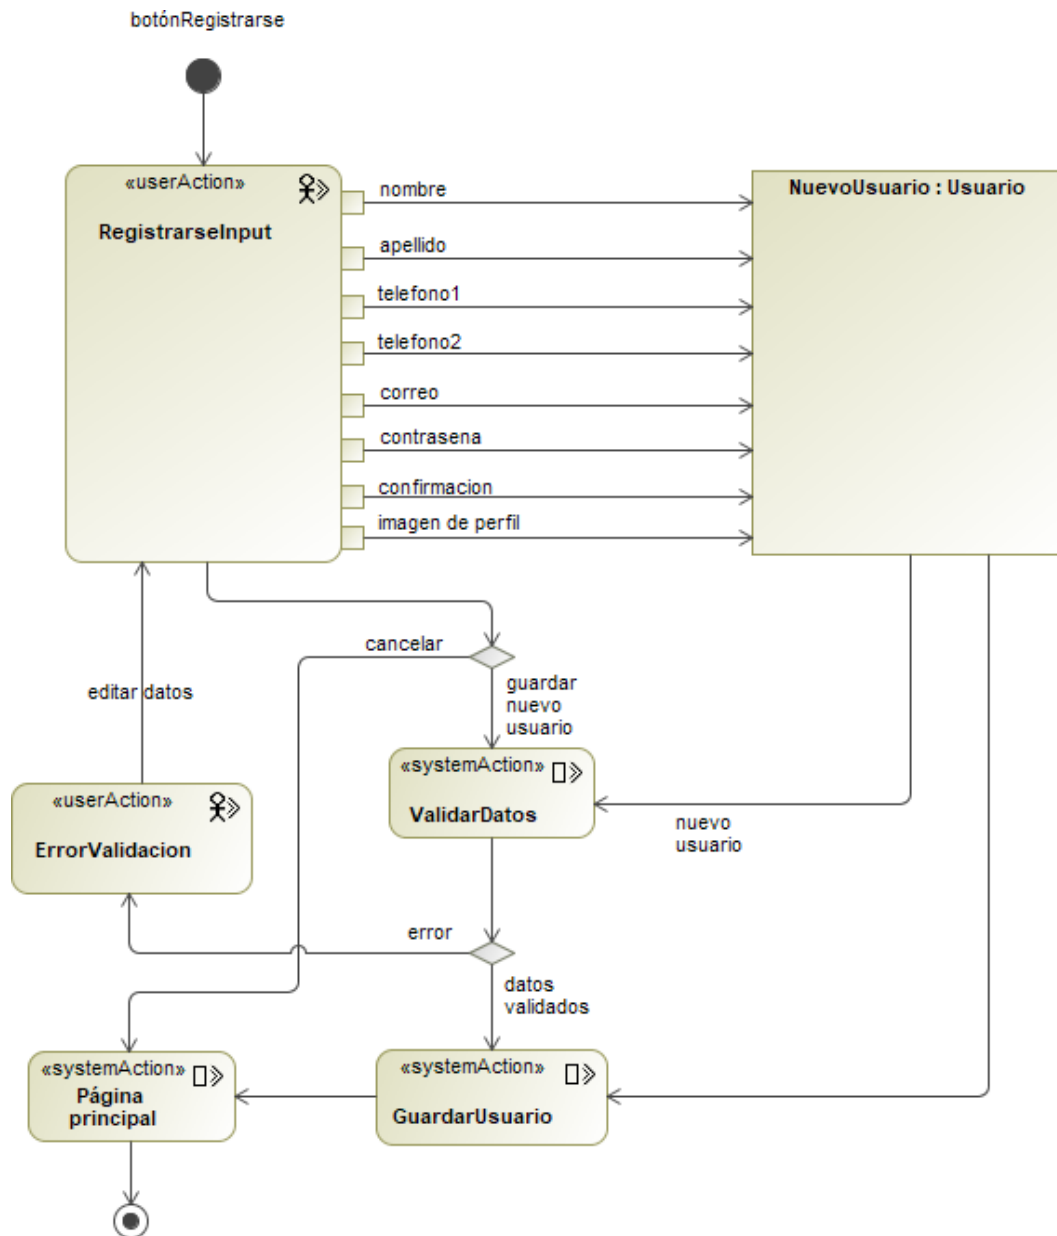 botónRegistrarse
«userAction»
RegistrarseInput
nombre
apellido
telefono1
telefono2
correo
contrasena
confirmacion
imagen de perfil
NuevoUsuario : Usuario
cancelar
guardar
nuevo
usuario
editar datos
«systemAction»
ValidarDatos
nuevo
usuario
«userAction»
ErrorValidacion
error
datos
validados
«systemAction»
Página
principal
«systemAction»
GuardarUsuario